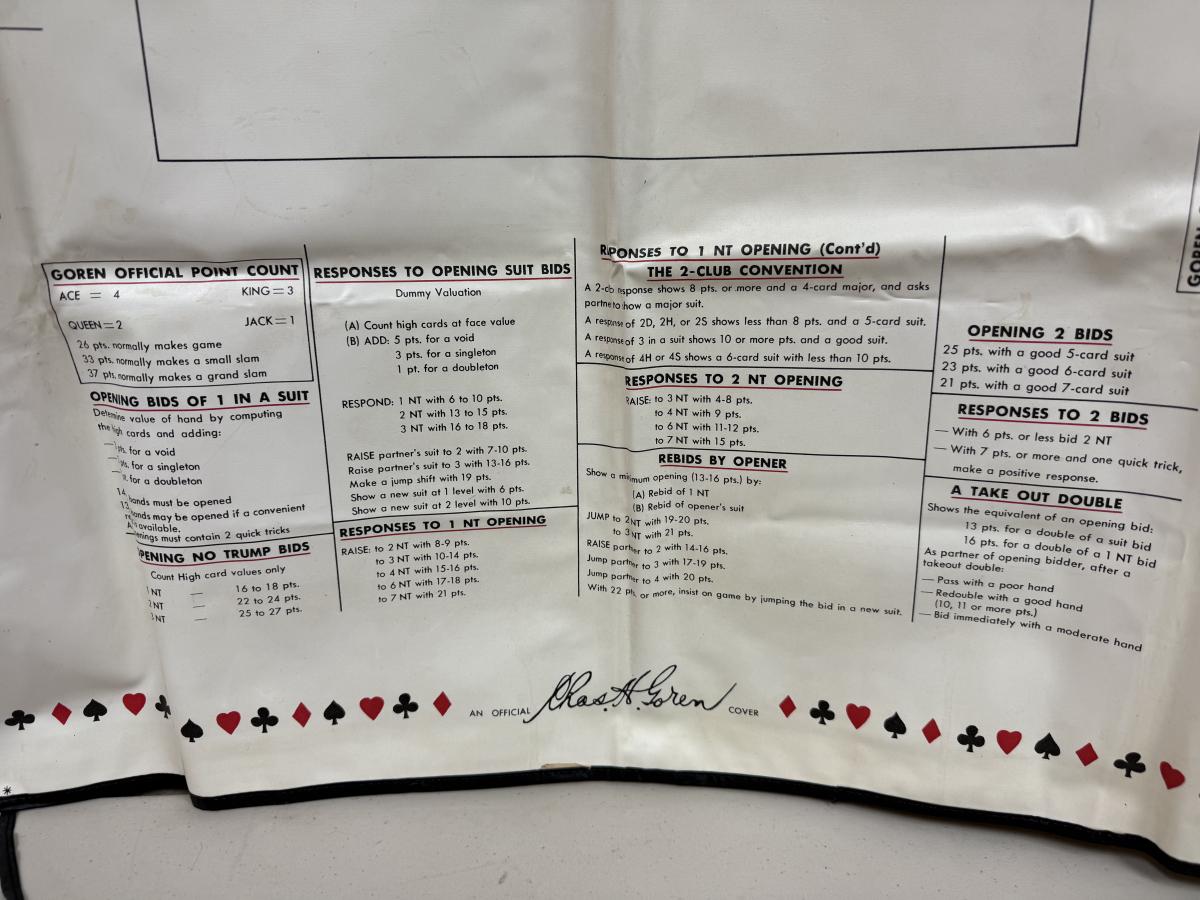 GOREN OFFICIAL POINT COUNT
ACE = 4 KING = 3
QUEEN = 2 JACK = 1
26 pts. normally makes game
33 pts. normally makes a small slam
37 pts. normally makes a grand slam
OPENING BIDS OF 1 IN A SUIT
Determine value of hand by computing
the high cards and adding:
— pts. for a void
— pts. for a singleton
— for a doubleton
14 hands must be opened
13 hands may be opened if a convenient
is available.
must contain 2 quick tricks
OPENING NO TRUMP BIDS
Count High card values only
1 NT — 16 to 18 pts.
2 NT — 22 to 24 pts.
3 NT — 25 to 27 pts.
RESPONSES TO OPENING SUIT BIDS
Dummy Valuation
(A) Count high cards at face value
(B) ADD: 5 pts. for a void
3 pts. for a singleton
1 pt. for a doubleton
RESPOND: 1 NT with 6 to 10 pts.
2 NT with 13 to 15 pts.
3 NT with 16 to 18 pts.
RAISE partner's suit to 2 with 7-10 pts.
Raise partner's suit to 3 with 13-16 pts.
Make a jump shift with 19 pts.
Show a new suit at 1 level with 6 pts.
Show a new suit at 2 level with 10 pts.
RESPONSES TO 1 NT OPENING
RAISE: to 2 NT with 8-9 pts.
to 3 NT with 10-14 pts.
to 4 NT with 15-16 pts.
to 6 NT with 17-18 pts.
to 7 NT with 21 pts.
RESPONSES TO 1 NT OPENING (Cont'd)
THE 2-CLUB CONVENTION
A 2-club response shows 8 pts. or more and a 4-card major, and asks
partner to show a major suit.
A response of 2D, 2H, or 2S shows less than 8 pts. and a 5-card suit.
A response of 3 in a suit shows 10 or more pts. and a good suit.
A response of 4H or 4S shows a 6-card suit with less than 10 pts.
RESPONSES TO 2 NT OPENING
RAISE: to 3 NT with 4-8 pts.
to 4 NT with 9 pts.
to 6 NT with 11-12 pts.
to 7 NT with 15 pts.
REBIDS BY OPENER
Show a minimum opening (13-16 pts.) by:
(A) Rebid of 1 NT
(B) Rebid of opener's suit
JUMP to 2 NT with 19-20 pts.
to 3 NT with 21 pts.
RAISE partner to 2 with 14-16 pts.
Jump partner to 3 with 17-19 pts.
Jump partner to 4 with 20 pts.
With 22 pts. or more, insist on game by jumping the bid in a new suit.
OPENING 2 BIDS
25 pts. with a good 5-card suit
23 pts. with a good 6-card suit
21 pts. with a good 7-card suit
RESPONSES TO 2 BIDS
— With 6 pts. or less bid 2 NT
— With 7 pts. or more and one quick trick,
make a positive response.
A TAKE OUT DOUBLE
Shows the equivalent of an opening bid:
13 pts. for a double of a suit bid
16 pts. for a double of a 1 NT bid
As partner of opening bidder, after a
takeout double:
— Pass with a poor hand
— Redouble with a good hand
(10, 11 or more pts.)
— Bid immediately with a moderate hand
AN OFFICIAL Chas. H. Goren COVER
GOREN